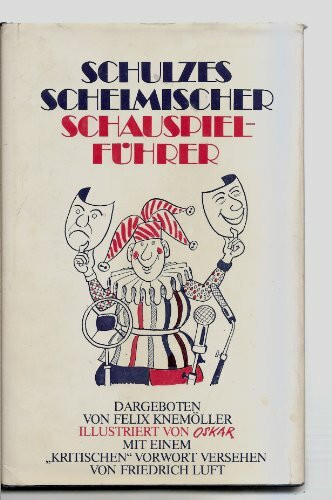 SCHULZES
SCHELMISCHER
SCHAUSPIEL-
FÜHRER
DARGEBOTEN
VON FELIX KNEMÖLLER
ILLUSTRIERT VON OSKAR
MIT EINEM
„KRITISCHEN“ VORWORT VERSEHEN
VON FRIEDRICH LUFT